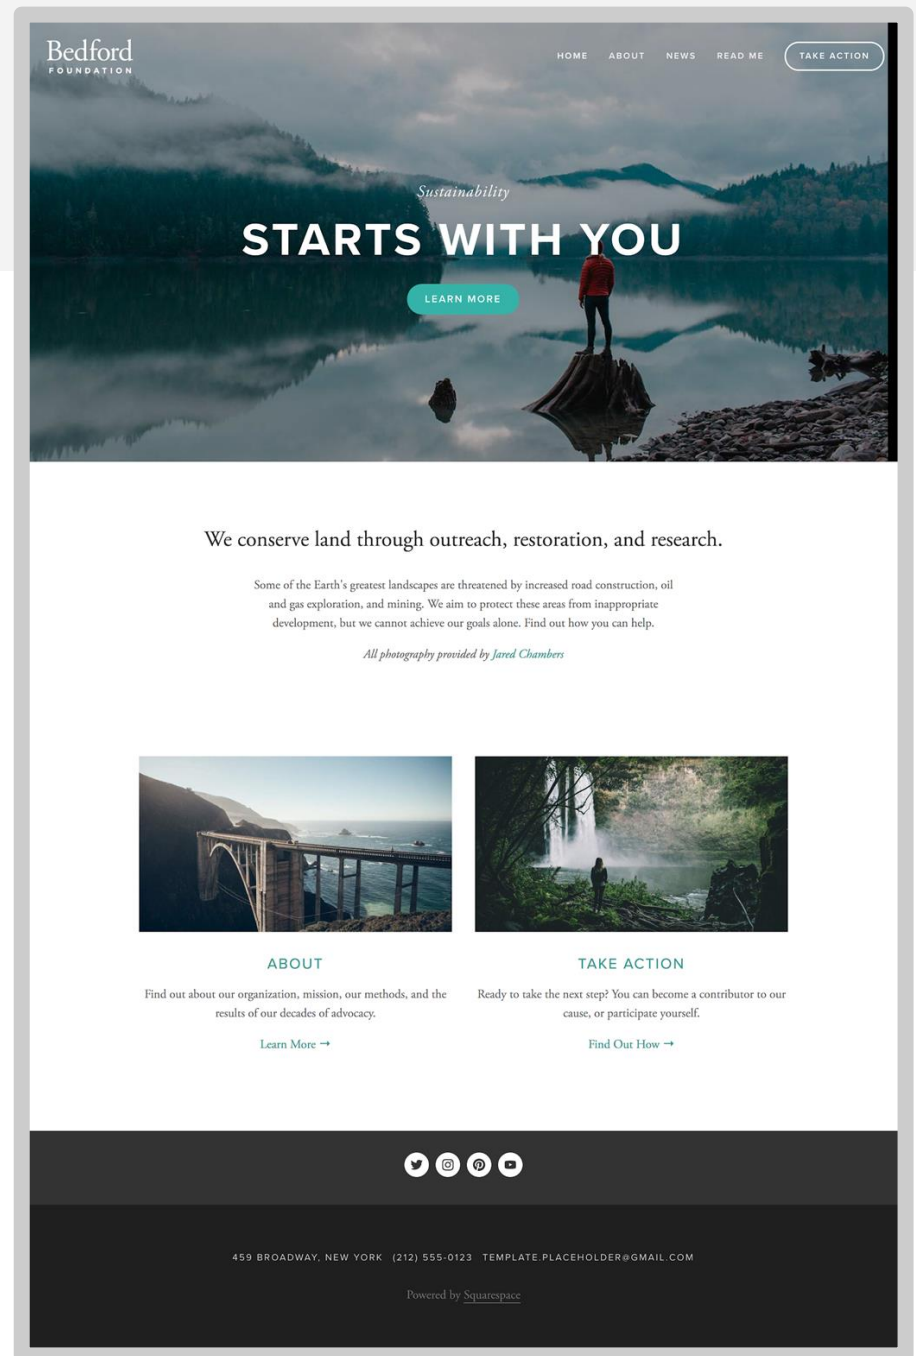 Bedford
FOUNDATION
HOME ABOUT NEWS READ ME TAKE ACTION
Sustainability
STARTS WITH YOU
LEARN MORE
We conserve land through outreach, restoration, and research.
Some of the Earth's greatest landscapes are threatened by increased road construction, oil
and gas exploration, and mining. We aim to protect these areas from inappropriate
development, but we cannot achieve our goals alone. Find out how you can help.
All photography provided by Jared Chambers
ABOUT
Find out about our organization, mission, our methods, and the
results of our decades of advocacy.
Learn More →
TAKE ACTION
Ready to take the next step? You can become a contributor to our
cause, or participate yourself.
Find Out How →
459 BROADWAY, NEW YORK (212) 555-0123 TEMPLATE.PLACEHOLDER@GMAIL.COM
Powered by Squarespace